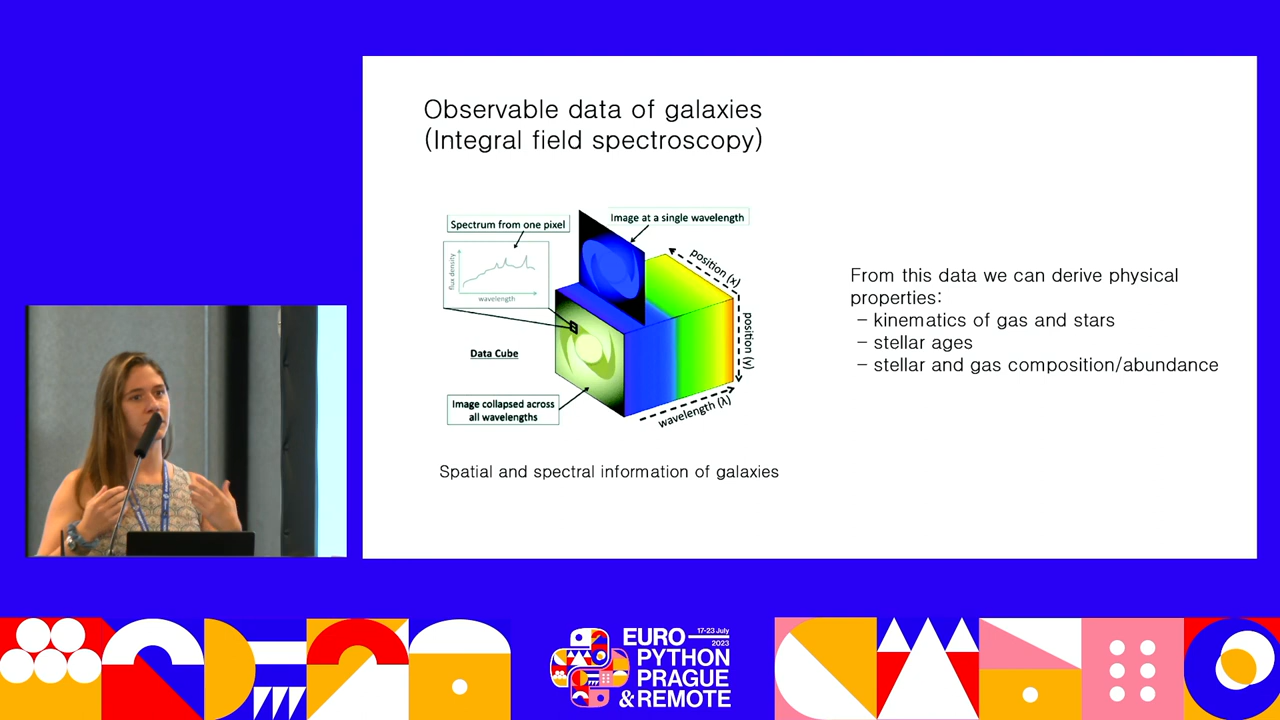 Observable data of galaxies
(Integral field spectroscopy)
Spectrum from one pixel
Image at a single wavelength
flux density
wavelength
position (x)
position (y)
wavelength (λ)
Data Cube
Image collapsed across
all wavelengths
Spatial and spectral information of galaxies
From this data we can derive physical
properties:
- kinematics of gas and stars
- stellar ages
- stellar and gas composition/abundance
EURO
17-23 July
2023
PYTHON
PRAGUE
& REMOTE